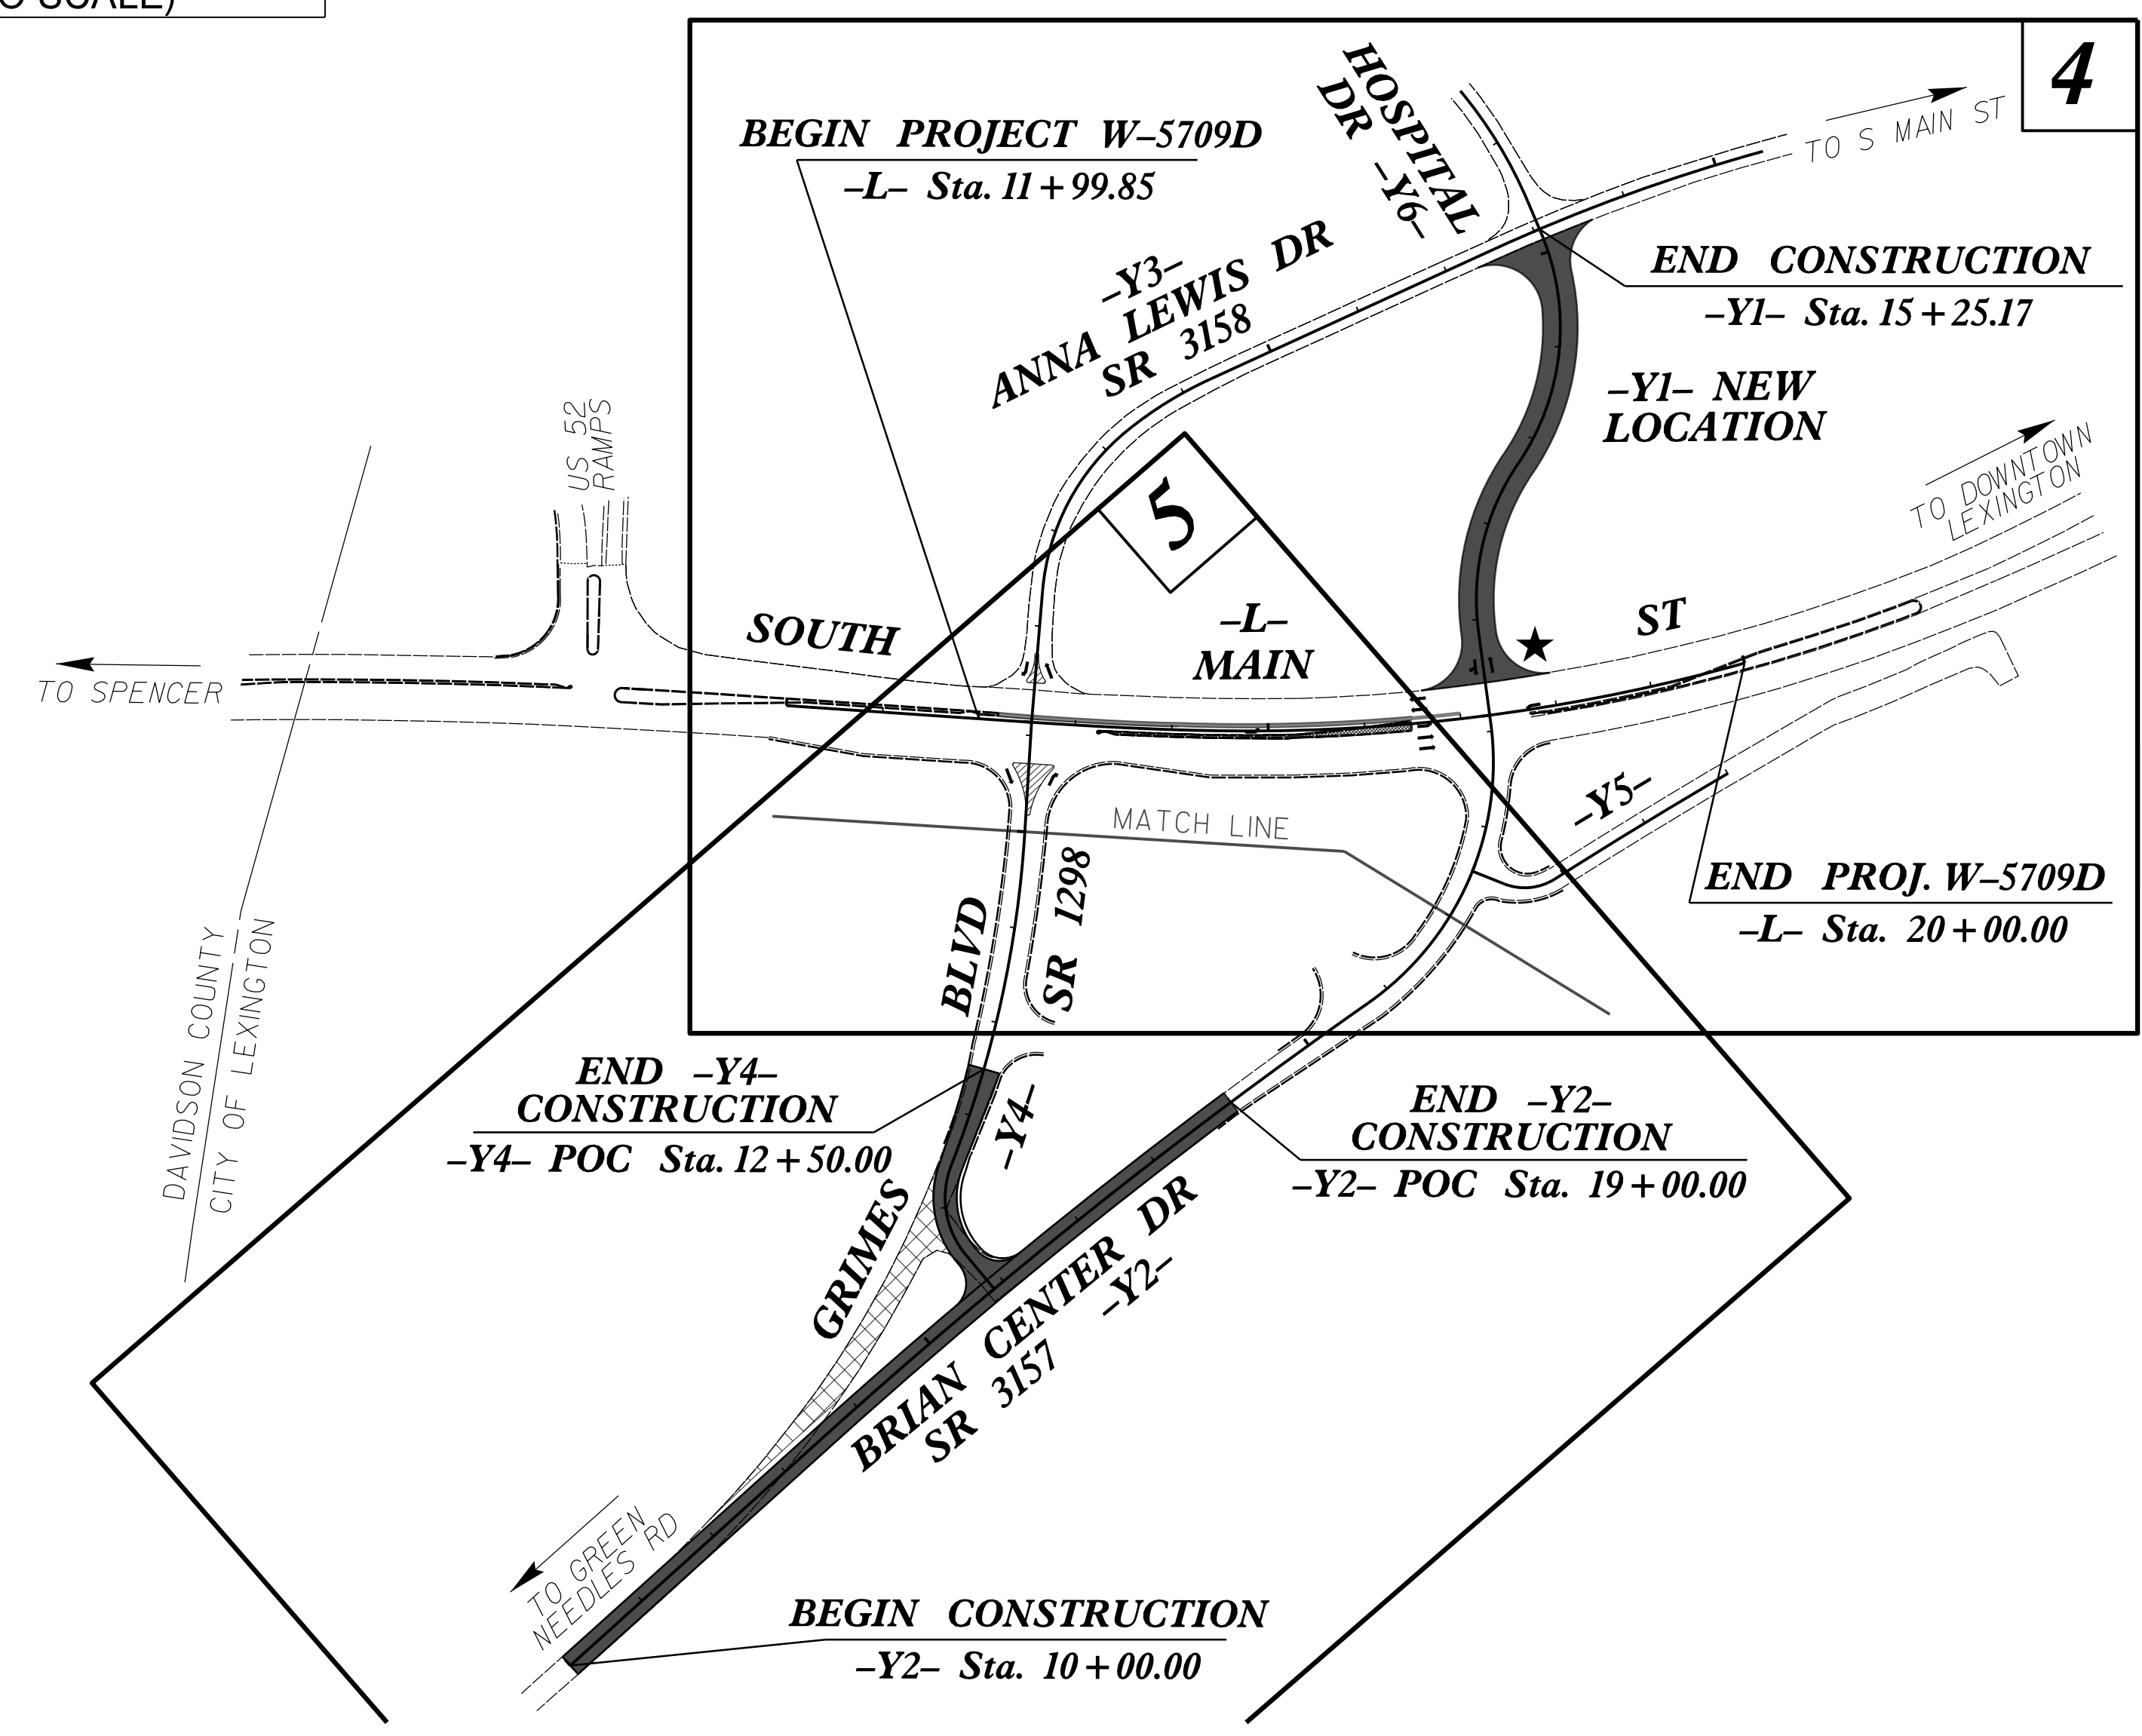 SCALE)
4
HOSPITAL
DR –Y6–
TO S MAIN ST
BEGIN PROJECT W–5709D
–L– Sta. 11+99.85
–Y3–
ANNA LEWIS DR
SR 3158
END CONSTRUCTION
–Y1– Sta. 15+25.17
–Y1– NEW
LOCATION
US 52
RAMPS
5
TO DOWNTOWN
LEXINGTON
SOUTH
–L–
MAIN
ST
TO SPENCER
–Y5–
MATCH LINE
END PROJ. W–5709D
–L– Sta. 20+00.00
BLVD
SR 1298
DAVIDSON COUNTY
CITY OF LEXINGTON
END –Y4–
CONSTRUCTION
–Y4– POC Sta. 12+50.00
–Y4–
END –Y2–
CONSTRUCTION
–Y2– POC Sta. 19+00.00
GRIMES
BRIAN CENTER DR
SR 3157 –Y2–
TO GREEN
NEEDLES RD
BEGIN CONSTRUCTION
–Y2– Sta. 10+00.00